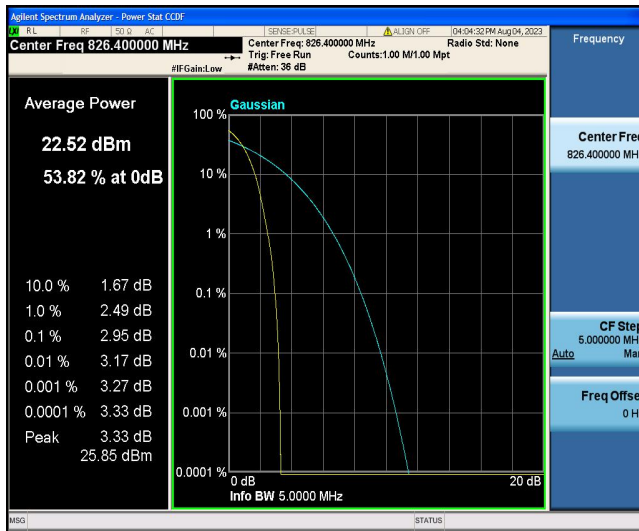 Agilent Spectrum Analyzer - Power Stat CCDF
RL RF 50 Ω AC SENSE:PULSE ALIGN OFF 04:04:32 PM Aug 04, 2023
Center Freq 826.400000 MHz
Center Freq: 826.400000 MHz Radio Std: None
Trig: Free Run Counts:1.00 M/1.00 Mpt
#IFGain:Low #Atten: 36 dB
Frequency
Average Power
22.52 dBm
53.82 % at 0dB
10.0 % 1.67 dB
1.0 % 2.49 dB
0.1 % 2.95 dB
0.01 % 3.17 dB
0.001 % 3.27 dB
0.0001 % 3.33 dB
Peak 3.33 dB
25.85 dBm
Gaussian
100 %
10 %
1 %
0.1 %
0.01 %
0.001 %
0.0001 %
0 dB 20 dB
Info BW 5.0000 MHz
Center Fre
826.400000 MH
CF Ste
5.000000 MH
Auto Ma
Freq Offse
0 H
MSG STATUS